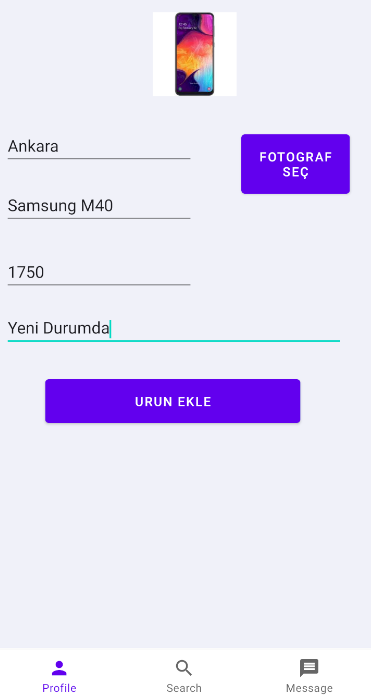 Ankara
FOTOGRAF
SEÇ
Samsung M40
1750
Yeni Durumda
URUN EKLE
Profile
Search
Message